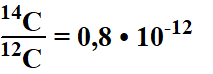 ¹⁴C
¹²C = 0,8 • 10⁻¹²